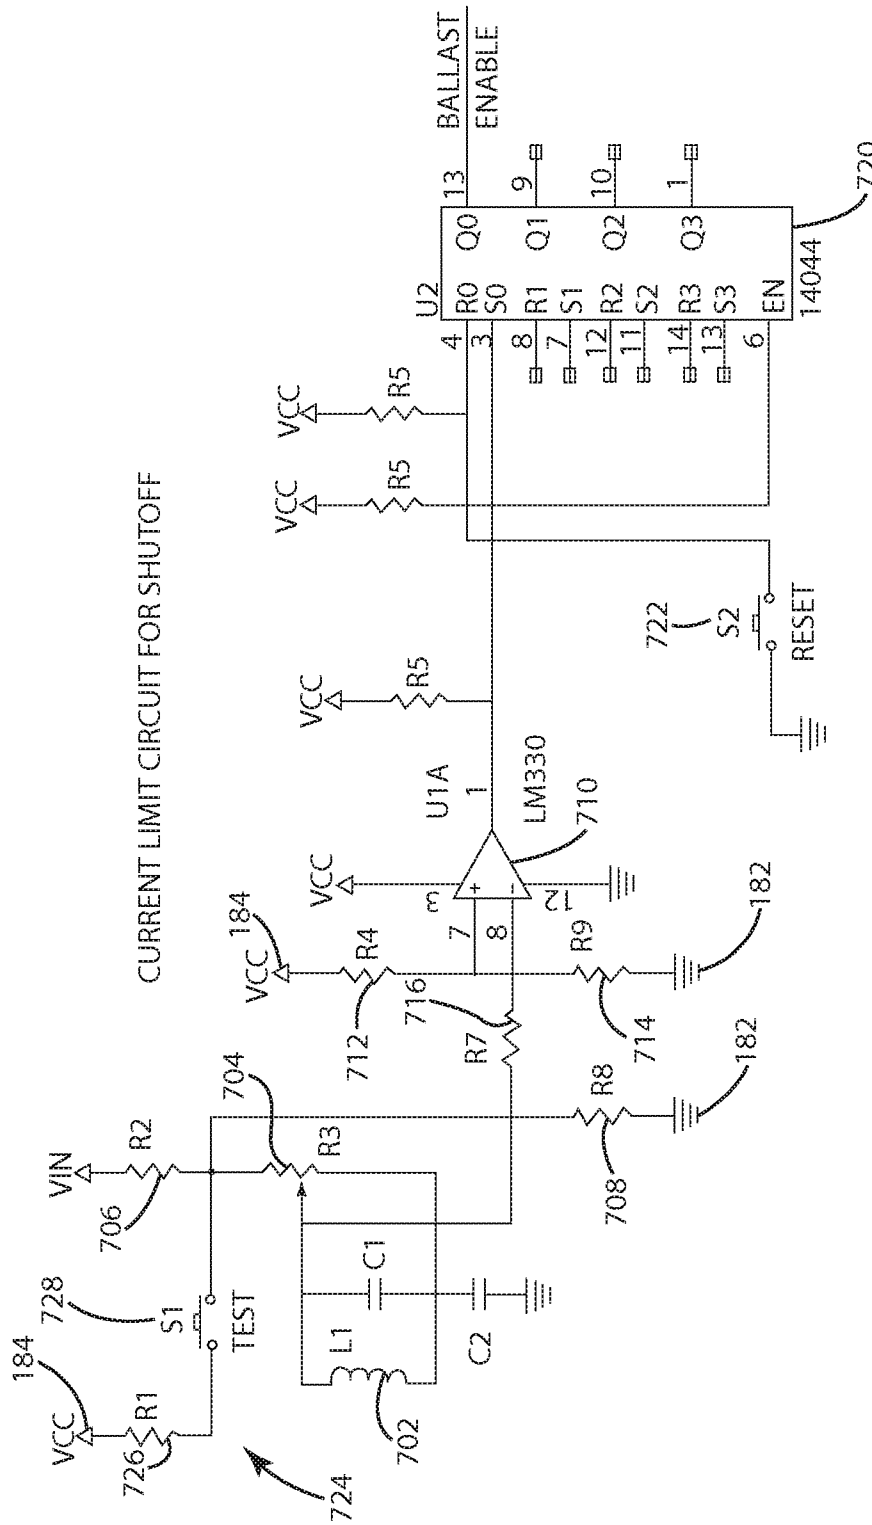 CURRENT LIMIT CIRCUIT FOR SHUTOFF
VCC
184
R1
726
724
S1
728
TEST
VIN
R2
706
704
R3
L1
702
C1
C2
R8
708
182
R7
716
VCC
184
R4
712
R9
714
182
VCC
3
7
+
8
-
12
U1A
1
LM330
710
VCC
R5
VCC
R5
VCC
R5
S2
722
RESET
U2
4
R0
3
S0
8
R1
7
S1
12
R2
11
S2
14
R3
13
S3
6
EN
Q0
13
Q1
9
Q2
10
Q3
1
14044
720
BALLAST
ENABLE